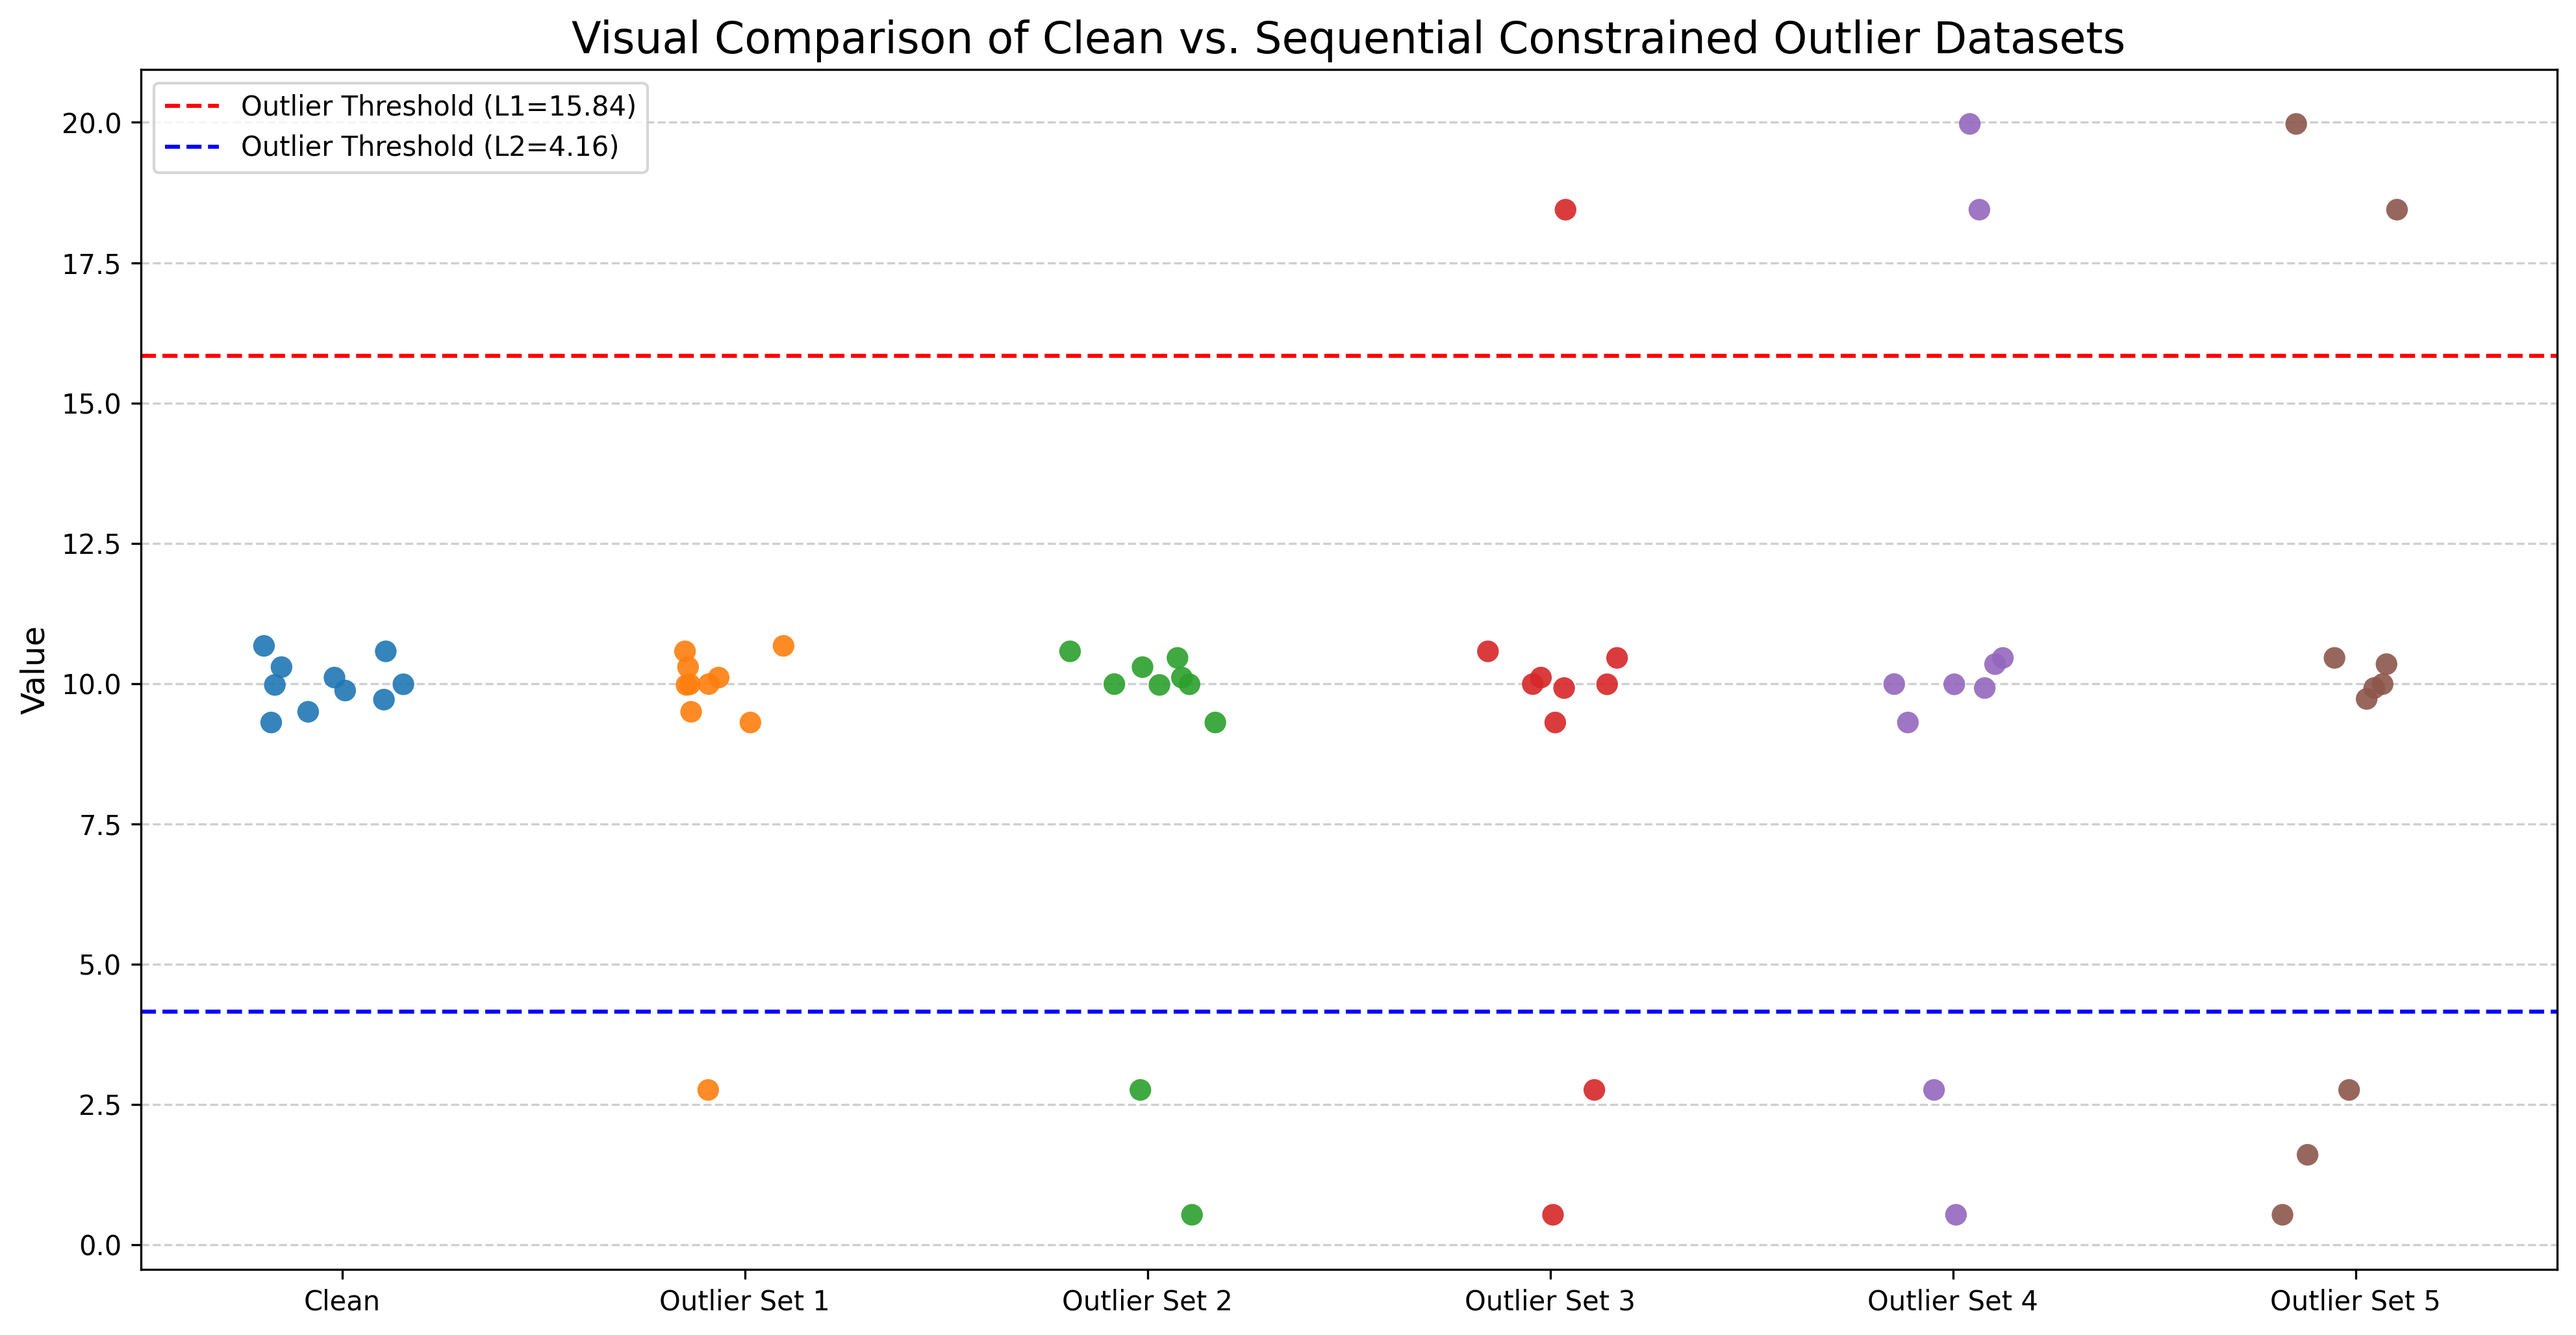 Visual Comparison of Clean vs. Sequential Constrained Outlier Datasets
Outlier Threshold (L1=15.84)
Outlier Threshold (L2=4.16)
Value
20.0
17.5
15.0
12.5
10.0
7.5
5.0
2.5
0.0
Clean
Outlier Set 1
Outlier Set 2
Outlier Set 3
Outlier Set 4
Outlier Set 5